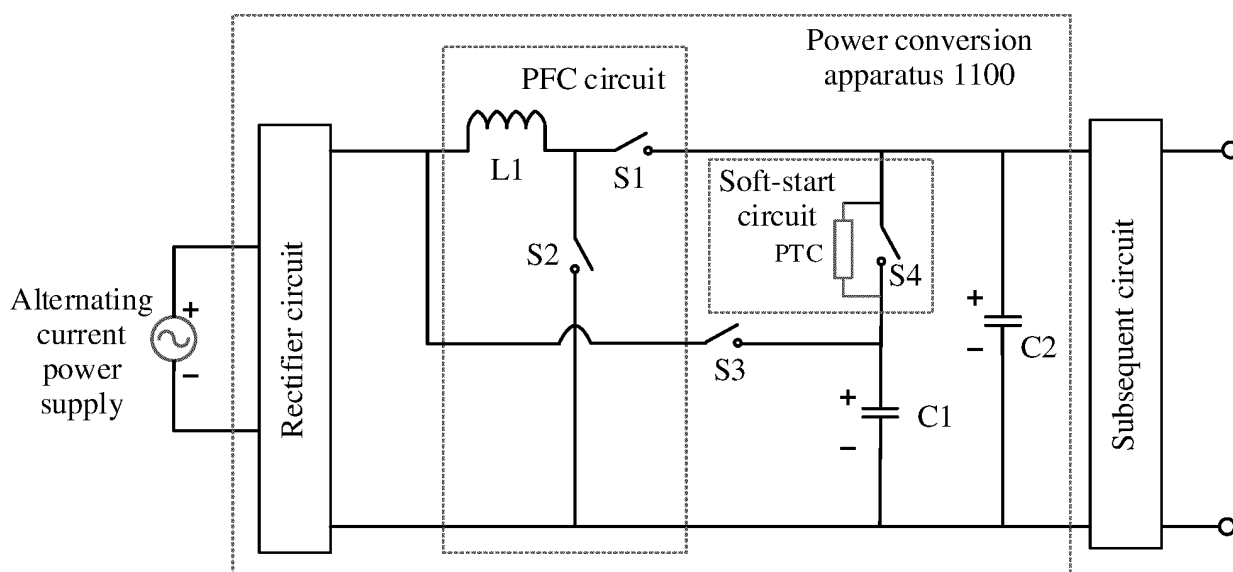 Power conversion
apparatus 1100
PFC circuit
L1
S1
Soft-start
circuit
PTC
S4
S2
S3
+
−
C1
+
−
C2
Alternating
current
power
supply
+
−
Rectifier circuit
Subsequent circuit